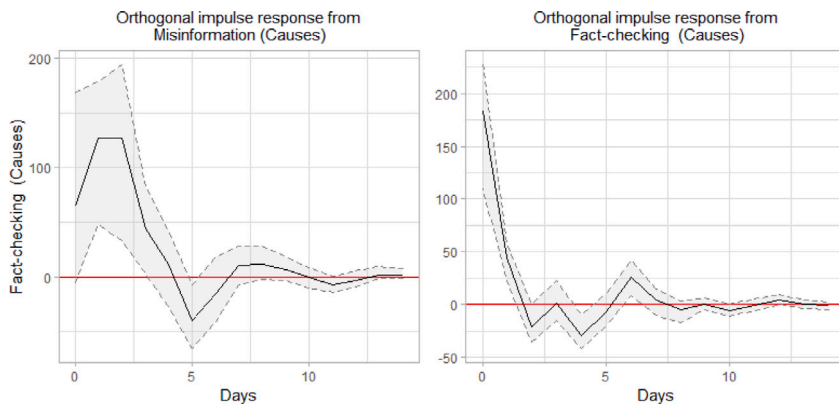 Orthogonal impulse response from
Misinformation (Causes)
Fact-checking (Causes)
200
100
0
0
5
10
Days
Orthogonal impulse response from
Fact-checking (Causes)
200
150
100
50
0
-50
0
5
10
Days